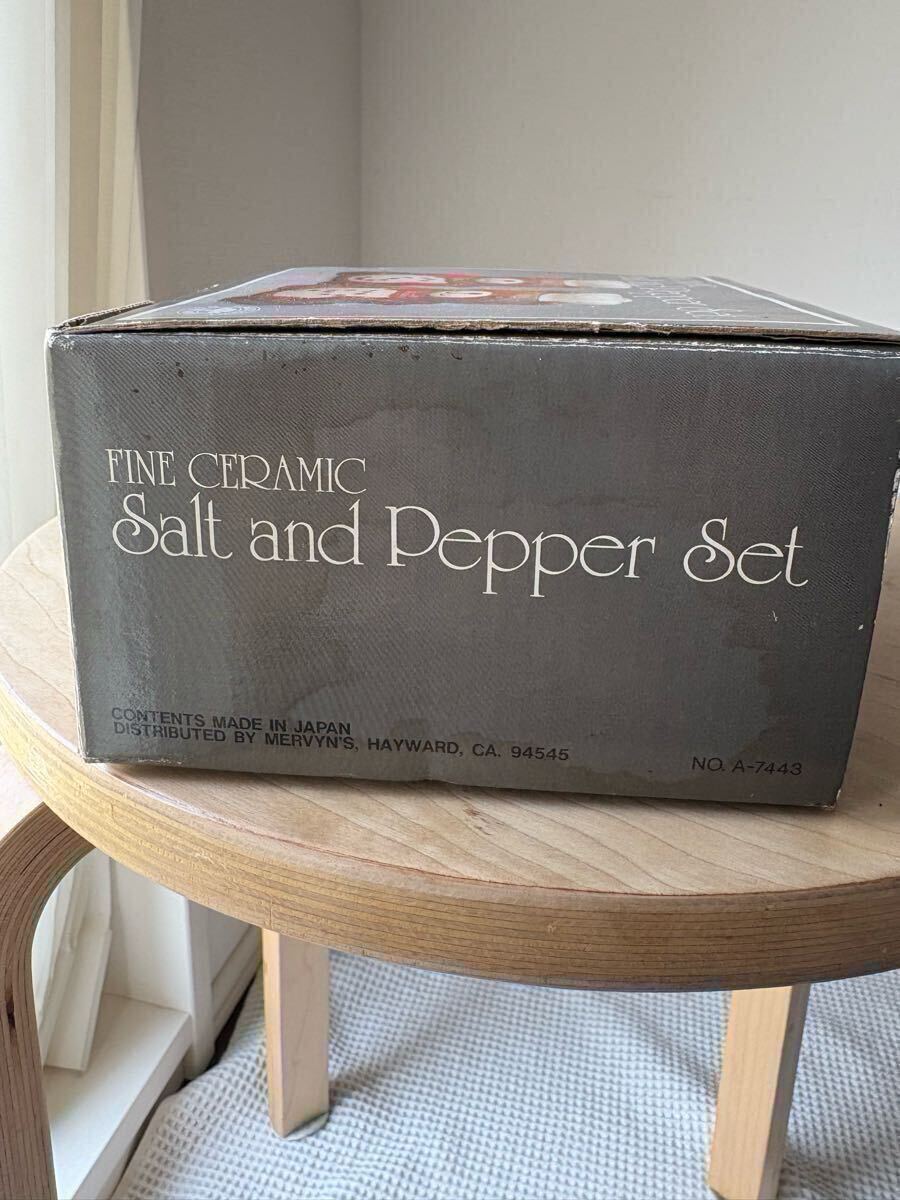 FINE CERAMIC
Salt and Pepper Set
CONTENTS MADE IN JAPAN
DISTRIBUTED BY MERVYN'S, HAYWARD, CA. 94545
NO. A-7443